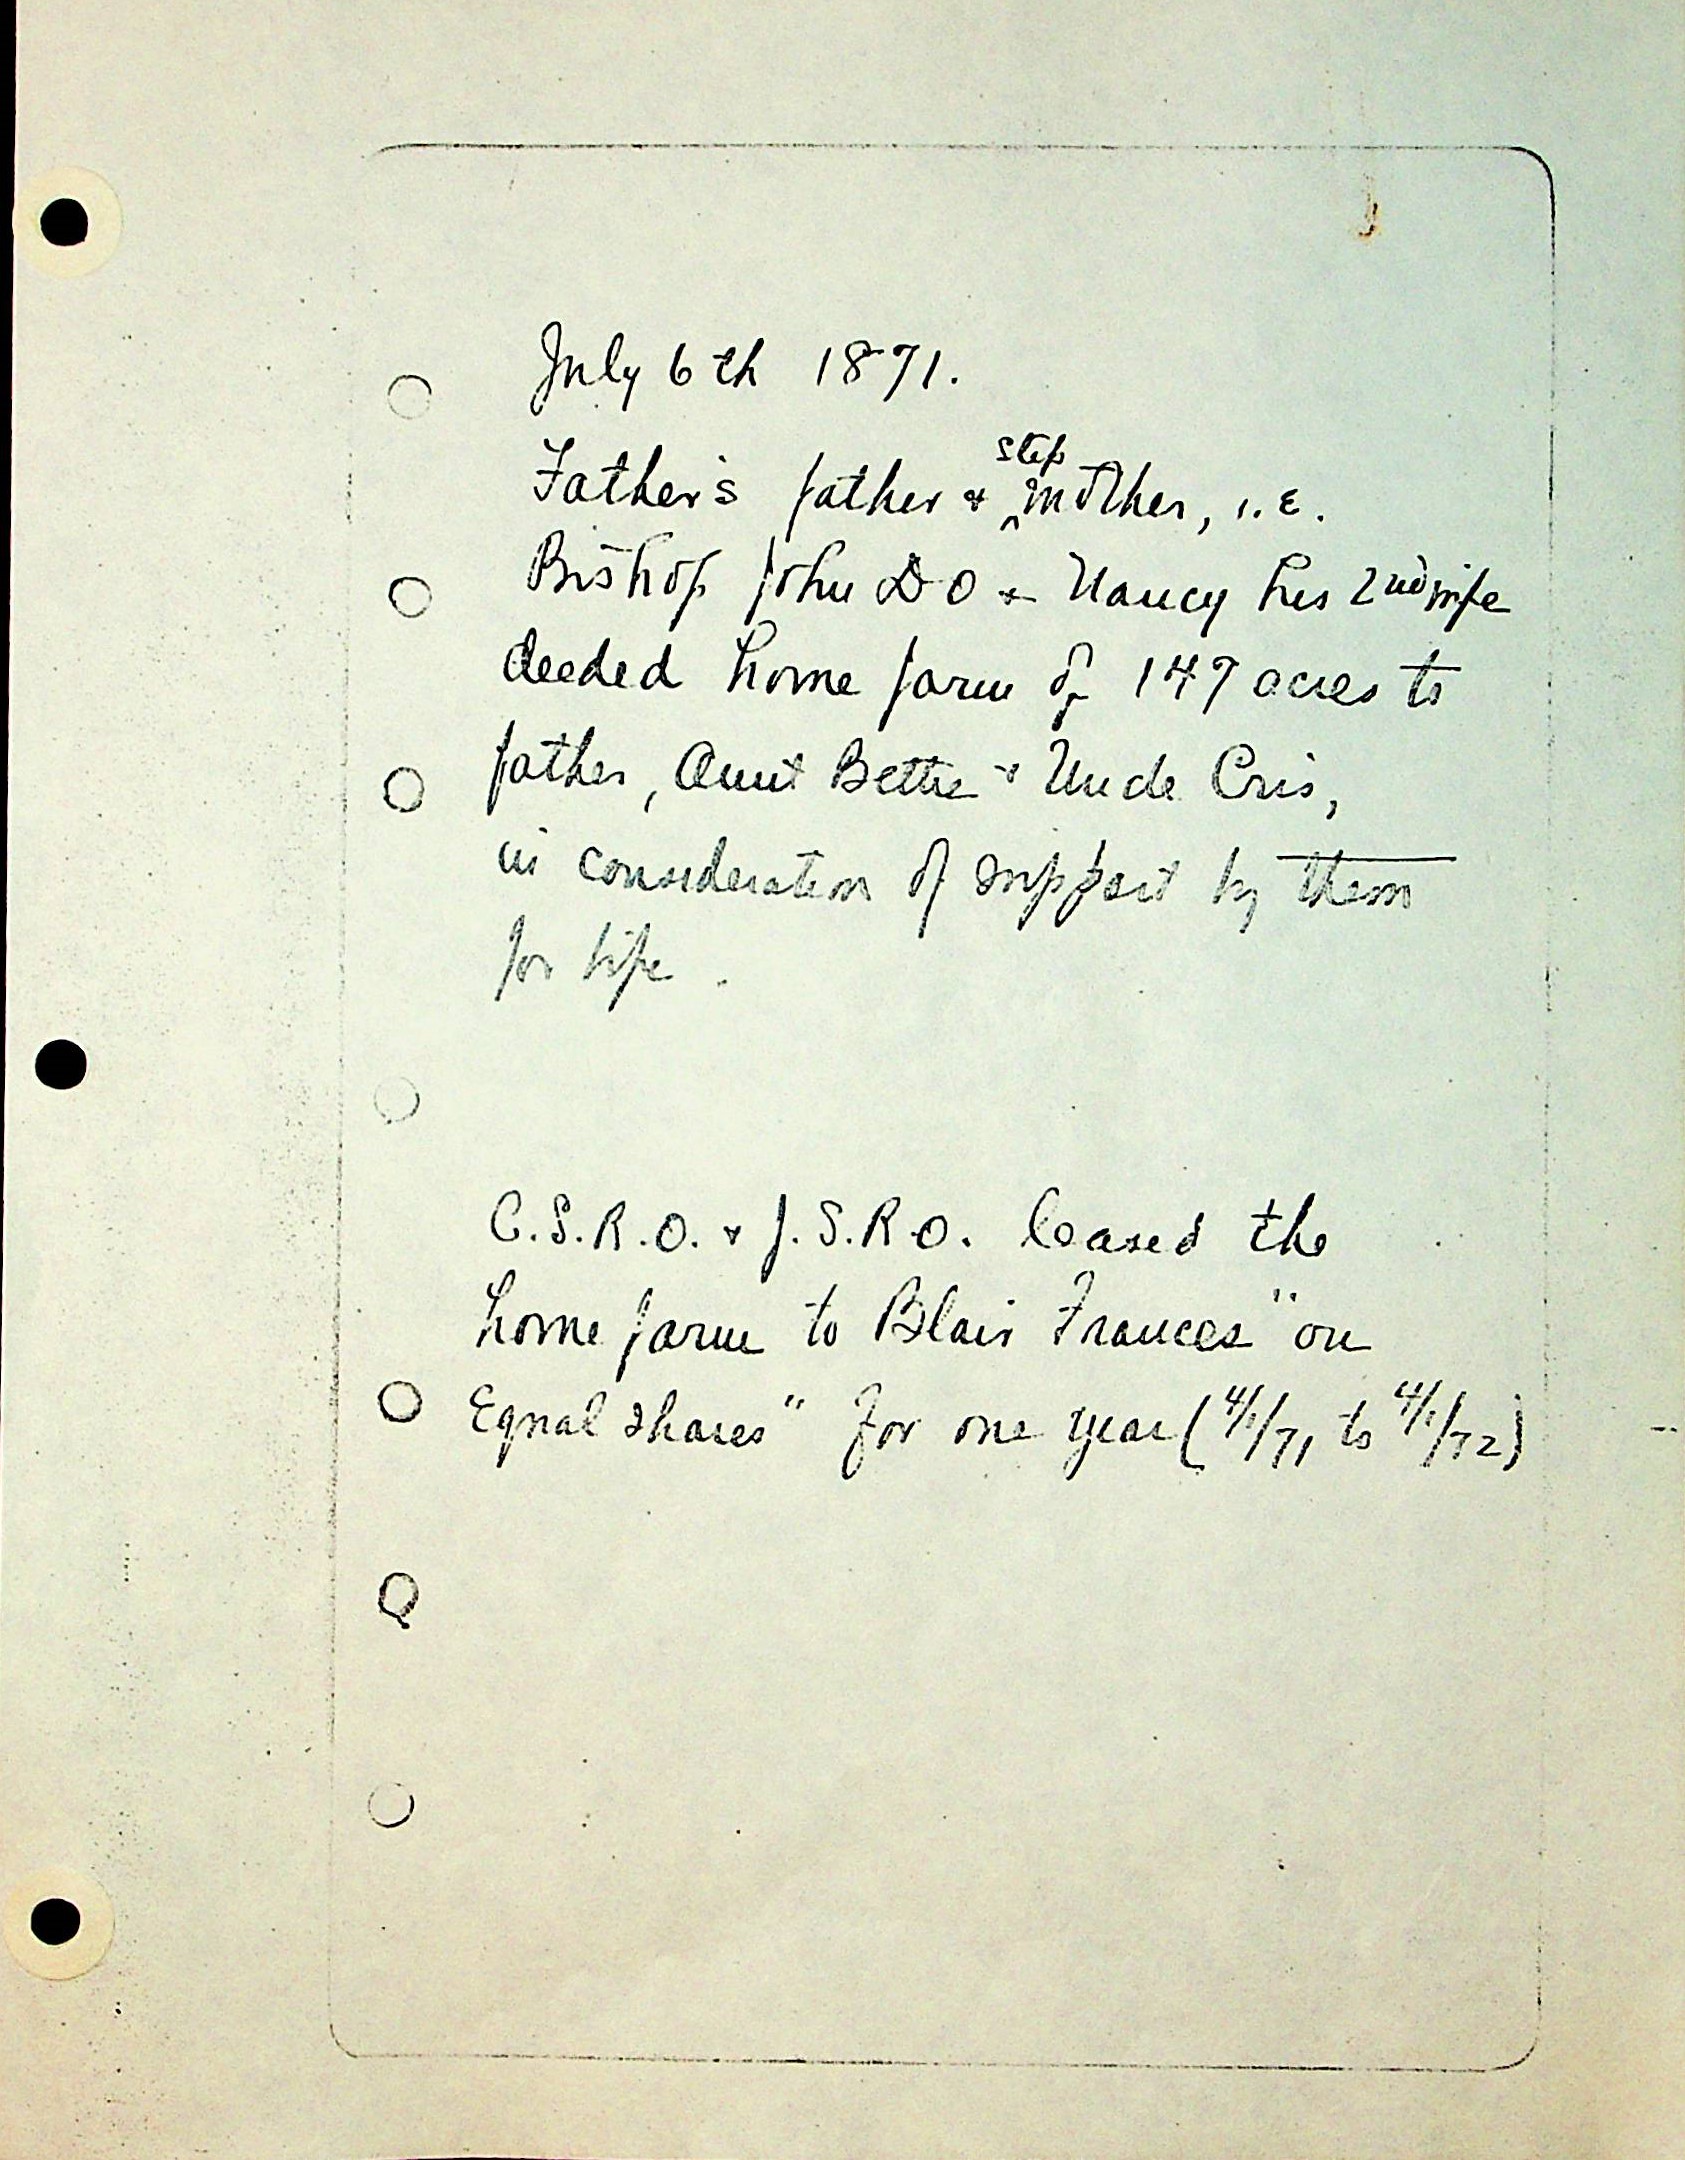 July 6th 1871.
Father's father & ^step mother, i.e.
Bishop John D O & Nancy his 2nd wife
deeded home farm of 147 acres to
father, Aunt Bettie & Uncle Cris,
in consideration of support by them
for life.
C.S.R.O. & J.S.R.O. leased the
home farm to Blair Frances "on
Equal shares" for one year (4/1/71 to 4/1/72)